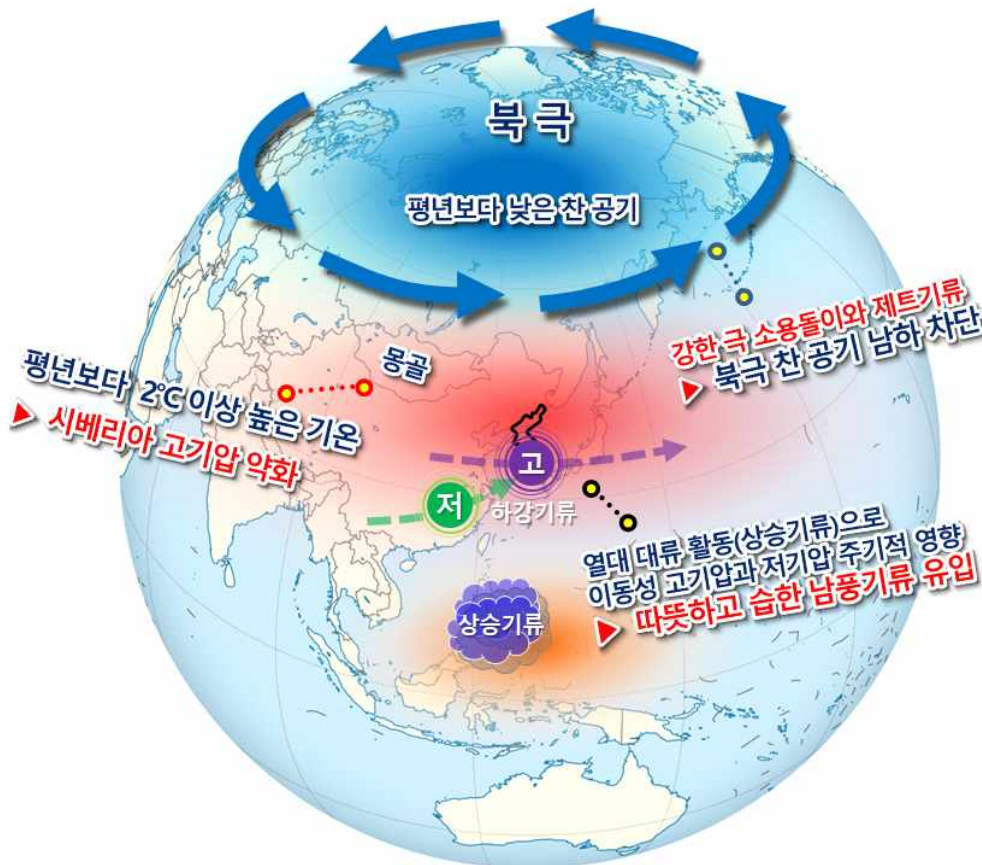 북극
평년보다 낮은 찬 공기
강한 극 소용돌이와 제트기류
▶ 북극 찬 공기 남하 차단
몽골
평년보다 2℃ 이상 높은 기온
▶ 시베리아 고기압 약화
고
저
하강기류
열대 대류 활동(상승기류)으로
이동성 고기압과 저기압 주기적 영향
▶ 따뜻하고 습한 남풍기류 유입
상승기류